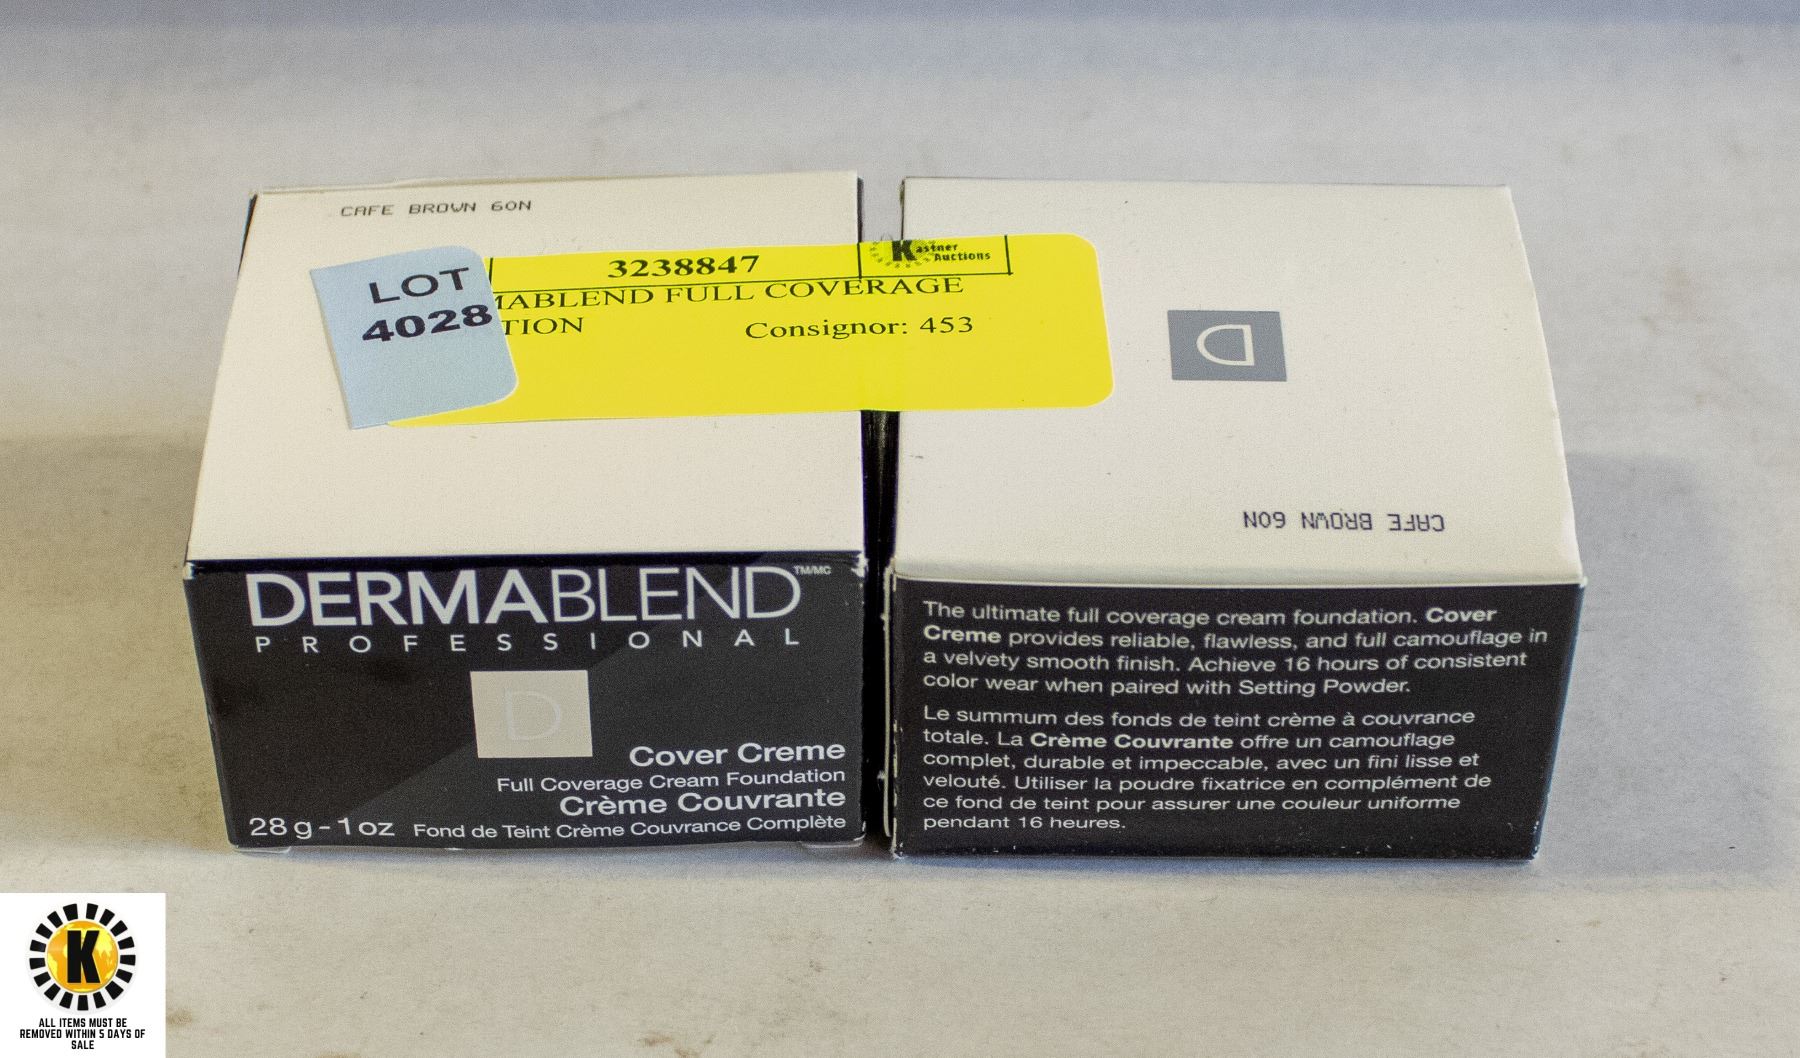 CAFE BROWN 60N
LOT
4028
3238847
Kastner
Auctions
MABLEND FULL COVERAGE
TION Consignor: 453
D
CAFE BROWN 60N
DERMABLEND TM/MC
PROFESSIONAL
D
Cover Creme
Full Coverage Cream Foundation
Crème Couvrante
28 g - 1 oz Fond de Teint Crème Couvrance Complète
The ultimate full coverage cream foundation. Cover
Creme provides reliable, flawless, and full camouflage in
a velvety smooth finish. Achieve 16 hours of consistent
color wear when paired with Setting Powder.
Le summum des fonds de teint crème à couvrance
totale. La Crème Couvrante offre un camouflage
complet, durable et impeccable, avec un fini lisse et
velouté. Utiliser la poudre fixatrice en complément de
ce fond de teint pour assurer une couleur uniforme
pendant 16 heures.
K
ALL ITEMS MUST BE
REMOVED WITHIN 5 DAYS OF
SALE